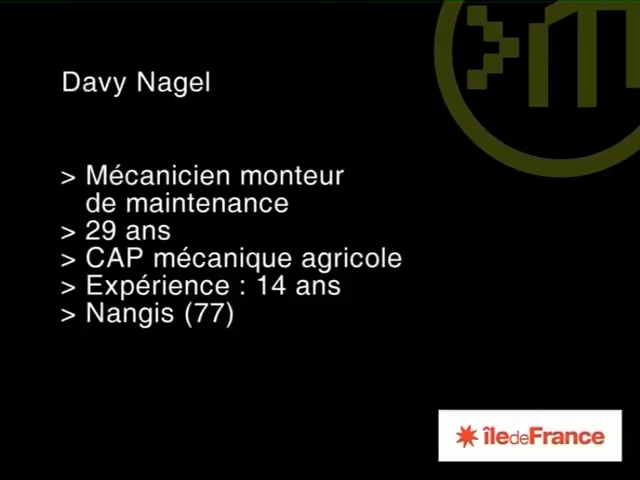 Davy Nagel
> Mécanicien monteur
de maintenance
> 29 ans
> CAP mécanique agricole
> Expérience : 14 ans
> Nangis (77)
îledeFrance